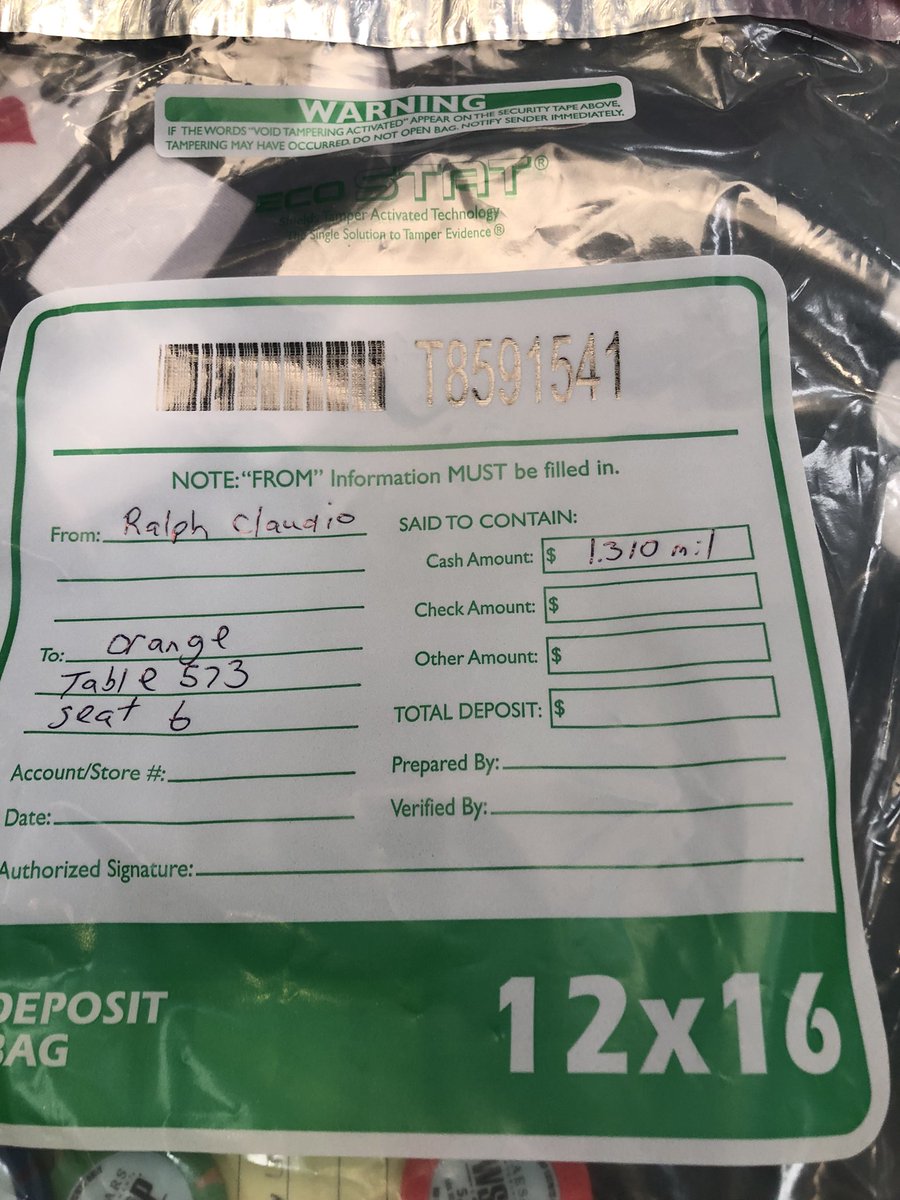 WARNING
IF THE WORDS "VOID TAMPERING ACTIVATED" APPEAR ON THE SECURITY TAPE ABOVE,
TAMPERING MAY HAVE OCCURRED. DO NOT OPEN BAG. NOTIFY SENDER IMMEDIATELY.
ECO STAT®
Tamper Activated Technology
Single Solution to Tamper Evidence®
T8591541
NOTE: "FROM" Information MUST be filled in.
From: Ralph Claudio
SAID TO CONTAIN:
Cash Amount: $ 1.310 mil
Check Amount: $
Other Amount: $
TOTAL DEPOSIT: $
To: orange
Table 573
seat 6
Account/Store #:
Prepared By:
Date:
Verified By:
Authorized Signature:
DEPOSIT
BAG
12x16